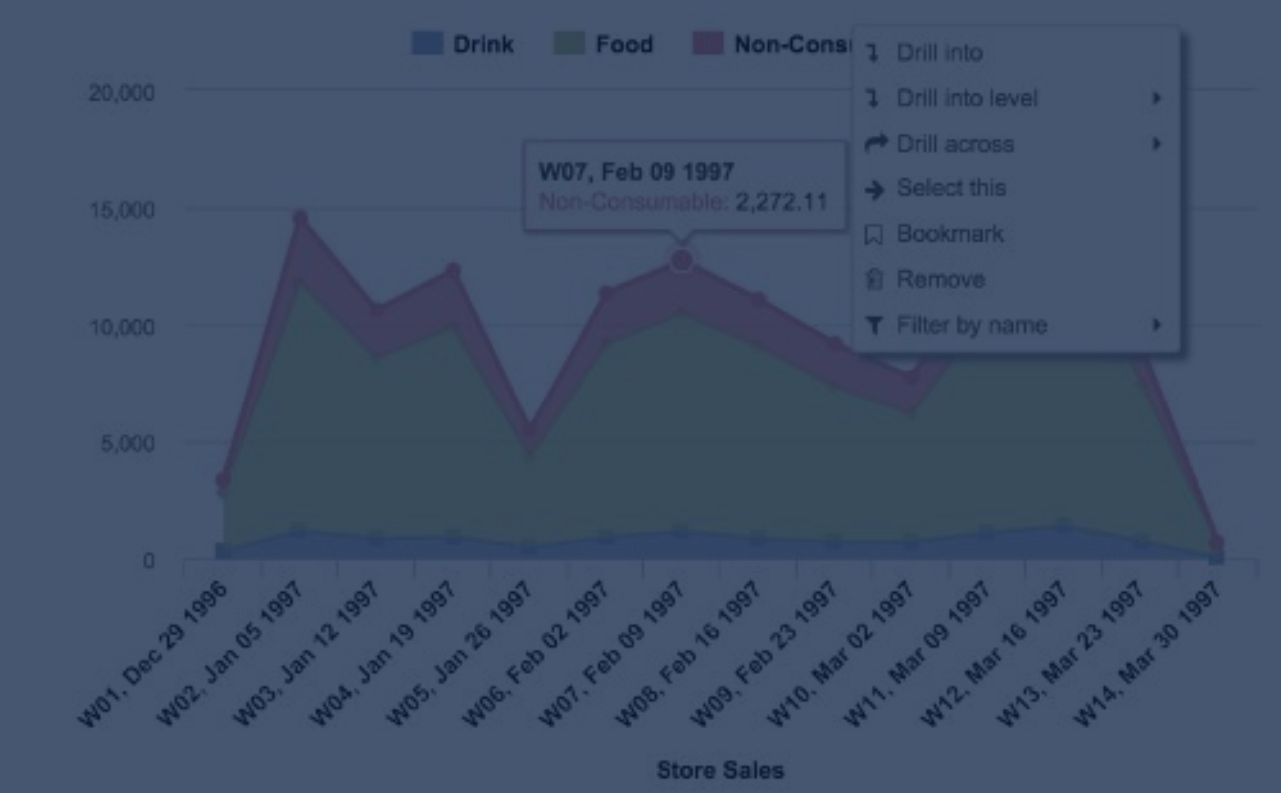 Drink Food Non-Consu
Drill into
Drill into level
Drill across
Select this
Bookmark
Remove
Filter by name
W07, Feb 09 1997
Non-Consumable: 2,272.11
20,000
15,000
10,000
5,000
0
W01, Dec 29 1996
W02, Jan 05 1997
W03, Jan 12 1997
W04, Jan 19 1997
W05, Jan 26 1997
W06, Feb 02 1997
W07, Feb 09 1997
W08, Feb 16 1997
W09, Feb 23 1997
W10, Mar 02 1997
W11, Mar 09 1997
W12, Mar 16 1997
W13, Mar 23 1997
W14, Mar 30 1997
Store Sales